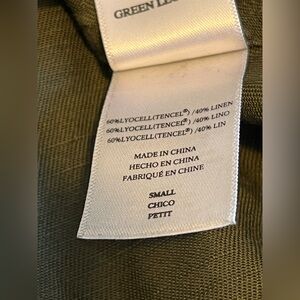 GREEN
60%LYOCELL(TENCEL®) /40% LINEN
60%LYOCELL(TENCEL®) /40% LINO
60%LYOCELL(TENCEL®) /40% LIN
MADE IN CHINA
HECHO EN CHINA
FABRIQUÉ EN CHINE
SMALL
CHICO
PETIT